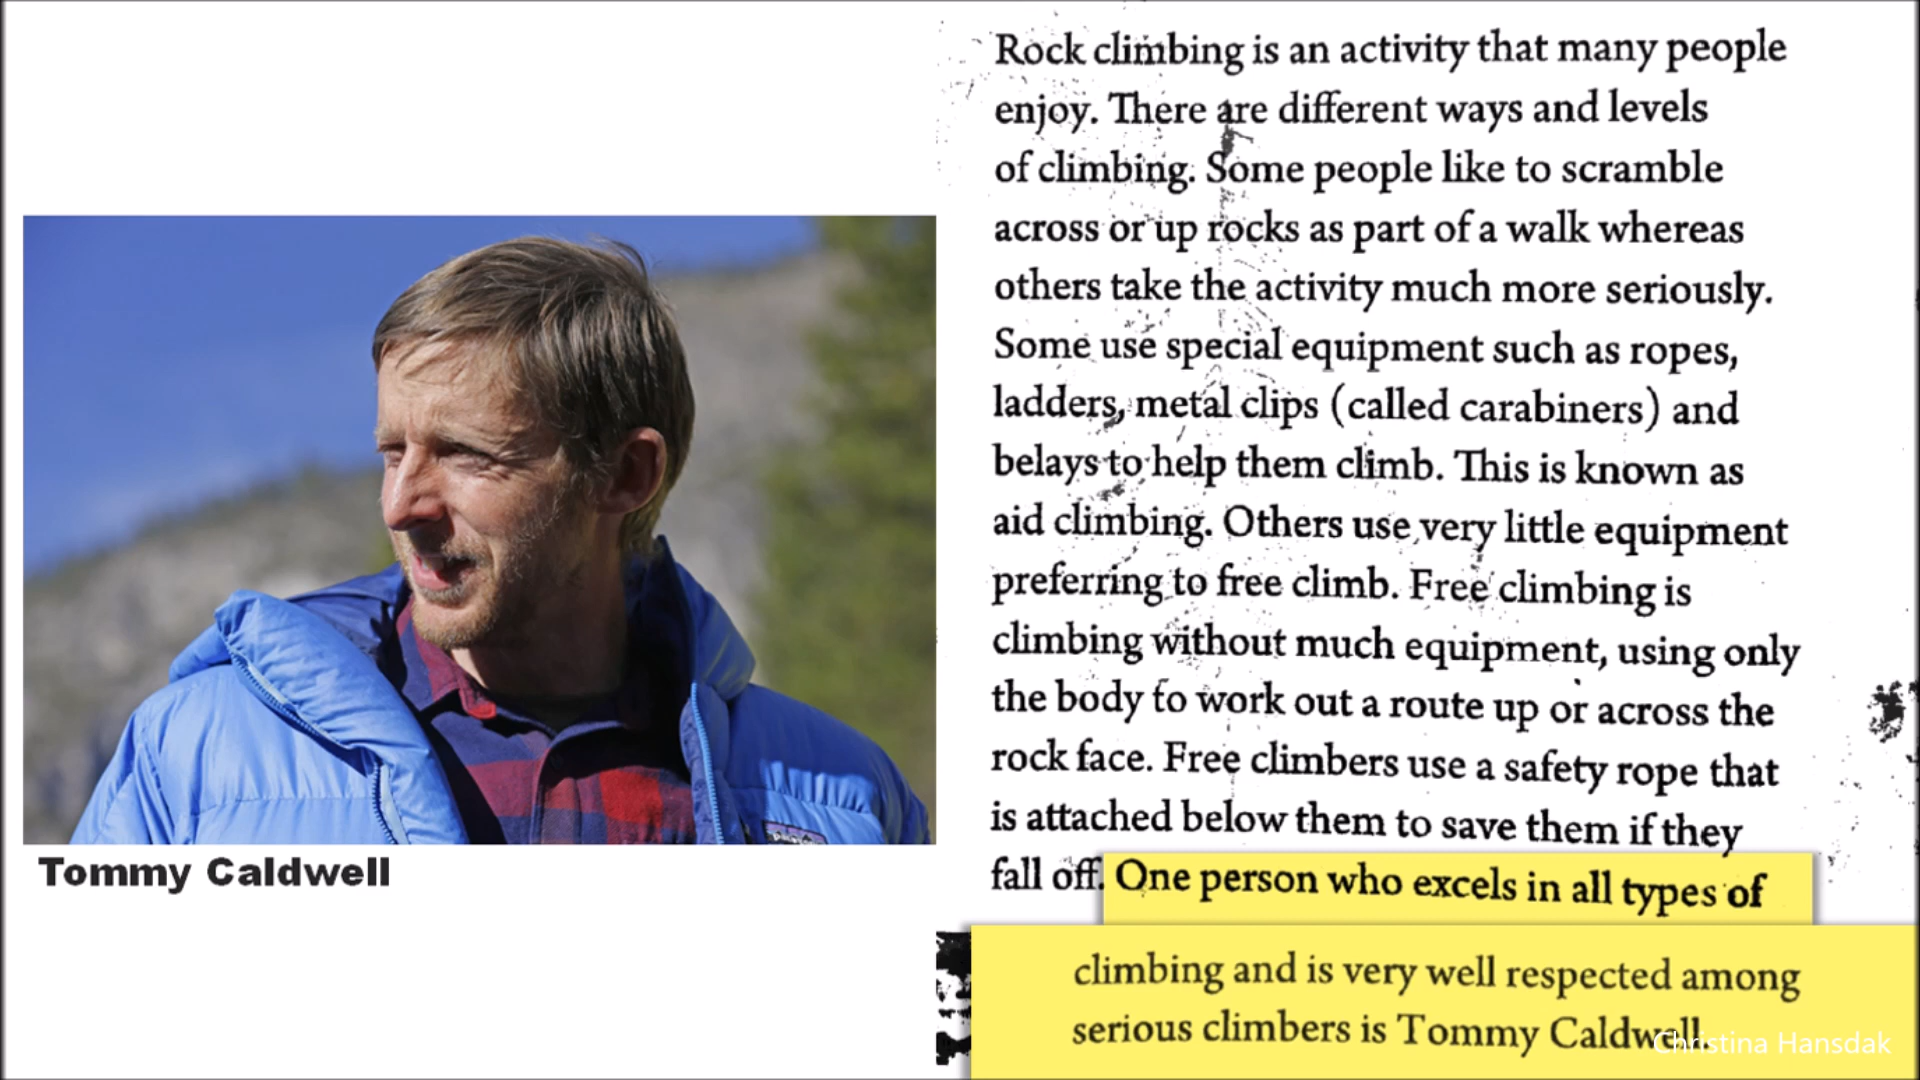 Rock climbing is an activity that many people
enjoy. There are different ways and levels
of climbing. Some people like to scramble
across or up rocks as part of a walk whereas
others take the activity much more seriously.
Some use special equipment such as ropes,
ladders, metal clips (called carabiners) and
belays to help them climb. This is known as
aid climbing. Others use very little equipment
preferring to free climb. Free climbing is
climbing without much equipment, using only
the body to work out a route up or across the
rock face. Free climbers use a safety rope that
is attached below them to save them if they
fall off. One person who excels in all types of
climbing and is very well respected among
serious climbers is Tommy Caldwell.
Tommy Caldwell
Christina Hansdak